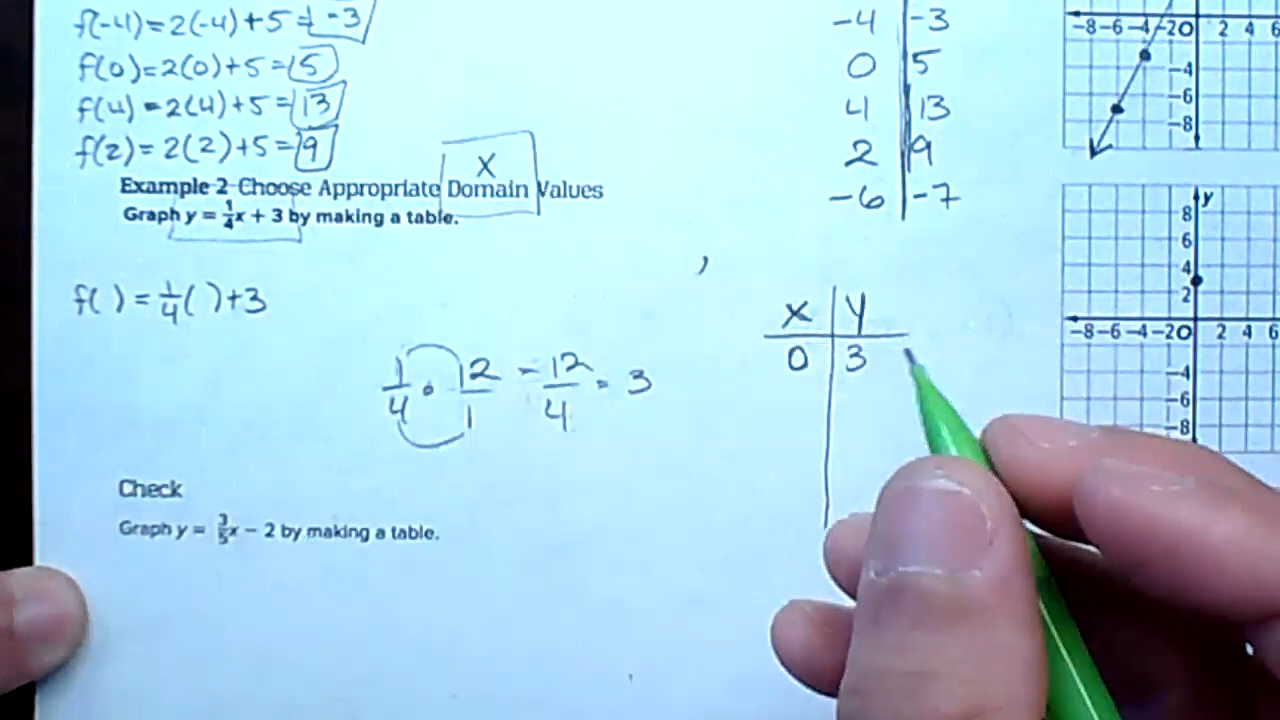 f(-4)=2(-4)+5=-3
f(0)=2(0)+5=5
f(4)=2(4)+5=13
f(2)=2(2)+5=9
x
Example 2 Choose Appropriate Domain Values
Graph y = 1/4x + 3 by making a table.
f( )=1/4( )+3
1/4 • 12/1 = 12/4 = 3
Check
Graph y = 3/5x − 2 by making a table.
-4 | -3
0 | 5
4 | 13
2 | 9
-6 | -7
x | y
0 | 3
-8 -6 -4 -2 O 2 4 6
-4
-6
-8
y
8
6
4
2
-8 -6 -4 -2 O 2 4 6
-4
-6
-8